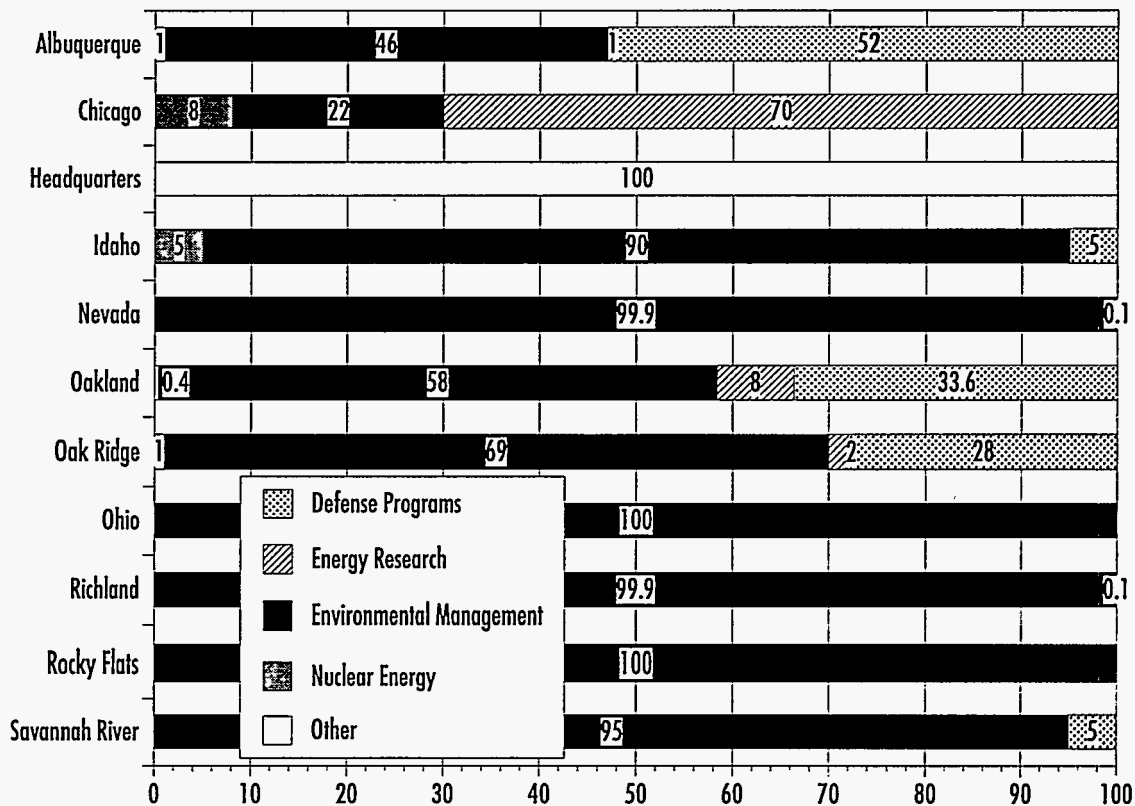 Albuquerque 1 46 1 52
Chicago 8 22 70
Headquarters 100
Idaho 5 90 5
Nevada 99.9 0.1
Oakland 0.4 58 8 33.6
Oak Ridge 1 69 2 28
Ohio 100
Richland 99.9 0.1
Rocky Flats 100
Savannah River 95 5
Defense Programs
Energy Research
Environmental Management
Nuclear Energy
Other
0 10 20 30 40 50 60 70 80 90 100